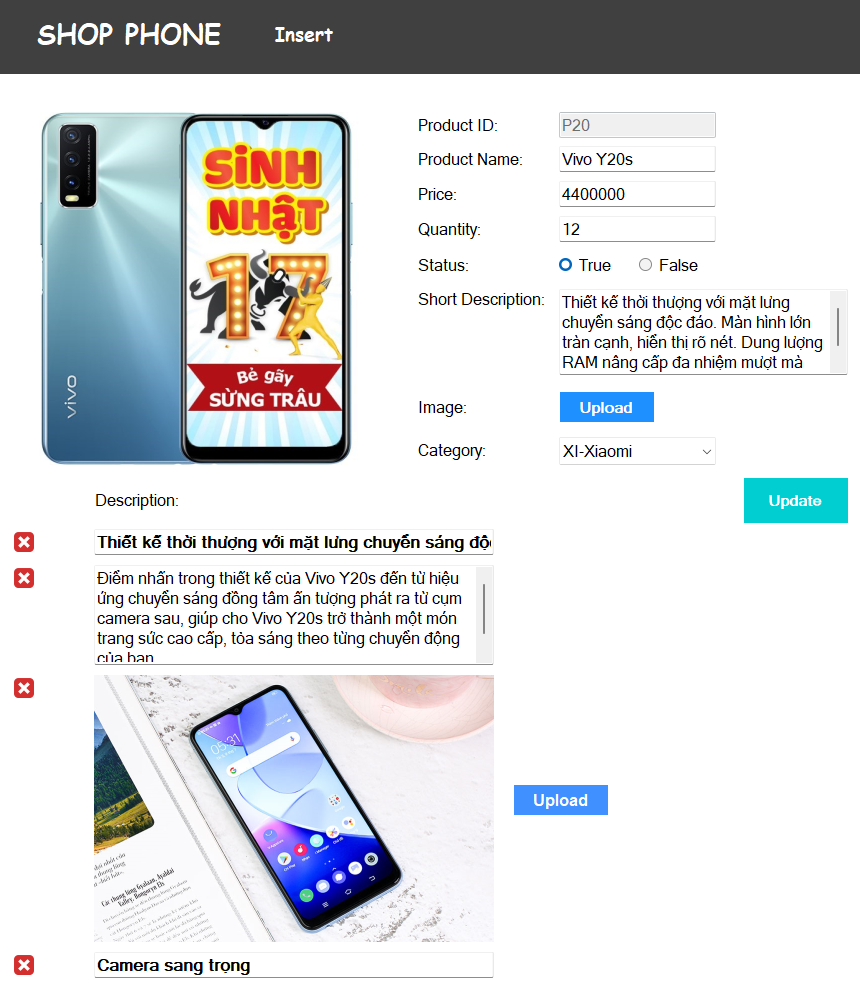 SHOP PHONE
Insert
vivo
SINH
NHẬT
17
Bẻ gãy
SỪNG TRÂU
Product ID:
P20
Product Name:
Vivo Y20s
Price:
4400000
Quantity:
12
Status:
True
False
Short Description:
Thiết kế thời thượng với mặt lưng
chuyển sáng độc đáo. Màn hình lớn
tràn cạnh, hiển thị rõ nét. Dung lượng
RAM nâng cấp đa nhiệm mượt mà
Image:
Upload
Category:
XI-Xiaomi
Update
Description:
Thiết kế thời thượng với mặt lưng chuyển sáng độ
Điểm nhấn trong thiết kế của Vivo Y20s đến từ hiệu
ứng chuyển sáng đồng tâm ấn tượng phát ra từ cụm
camera sau, giúp cho Vivo Y20s trở thành một món
trang sức cao cấp, tỏa sáng theo từng chuyển động
của bạn
05:31
Upload
Camera sang trọng